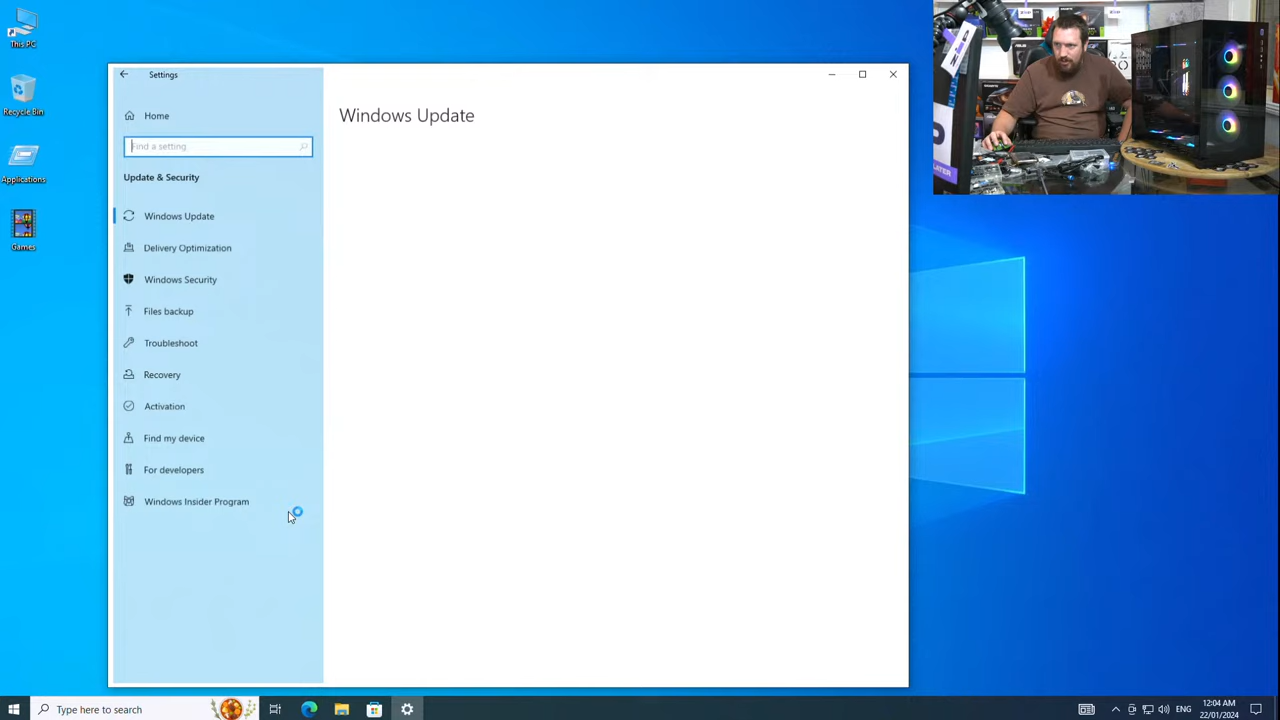 This PC
Recycle Bin
Applications
Games
Settings
Home
Find a setting
Update & Security
Windows Update
Delivery Optimization
Windows Security
Files backup
Troubleshoot
Recovery
Activation
Find my device
For developers
Windows Insider Program
Windows Update
Type here to search
ENG
12:04 AM
22/01/2024